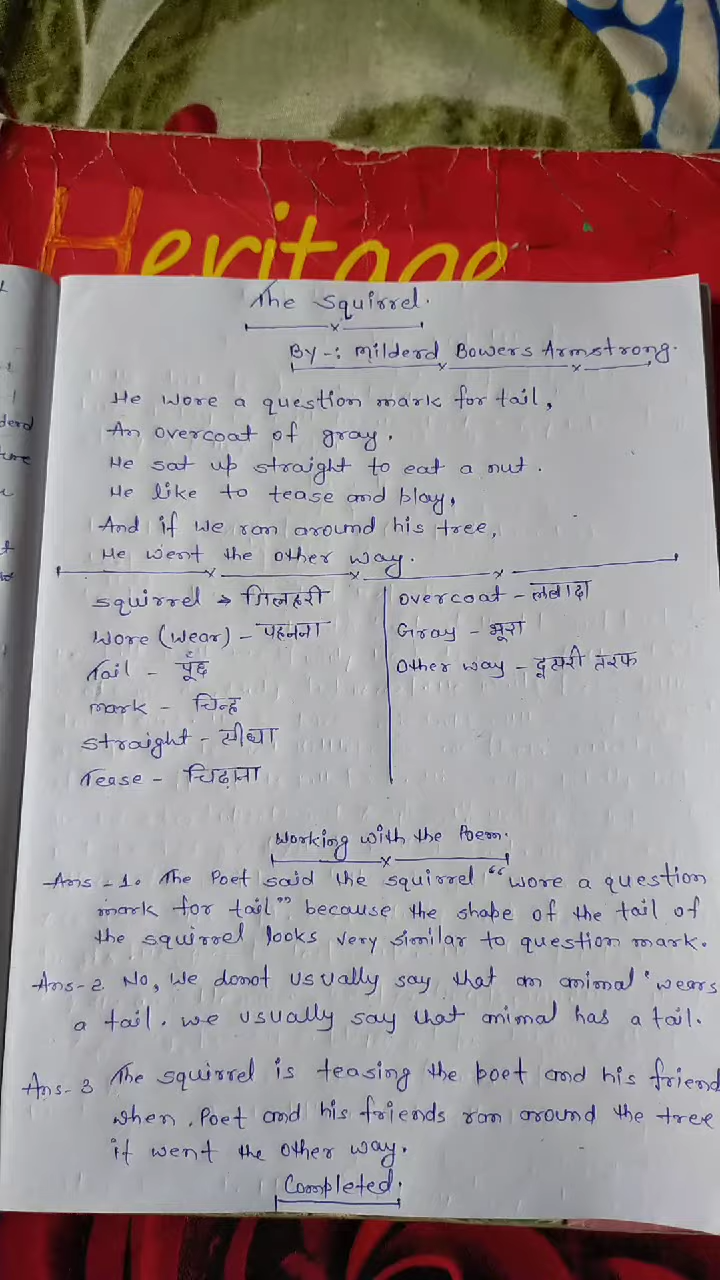 Heritage
The Squirrel.
By -: Milderd Bowers Armstrong.
He wore a question mark for tail,
An overcoat of gray.
He sat up straight to eat a nut.
He like to tease and play,
And if we ran around his tree,
He went the other way.
squirrel → गिलहरी
Wore (Wear) - पहनना
Tail - पूँछ
mark - चिन्ह
straight - सीधा
Tease - चिढ़ाना
Overcoat - लबादा
Gray - भूरा
Other way - दूसरी तरफ
Working with the Poem.
Ans - 1. The Poet said the squirrel "wore a question
mark for tail" because the shape of the tail of
the squirrel looks very similar to question mark.
Ans-2 No, We donot usually say that an animal 'wears
a tail. we usually say that animal has a tail.
Ans-3 The squirrel is teasing the poet and his friend
when, Poet and his friends ran around the tree
it went the other way.
Completed.